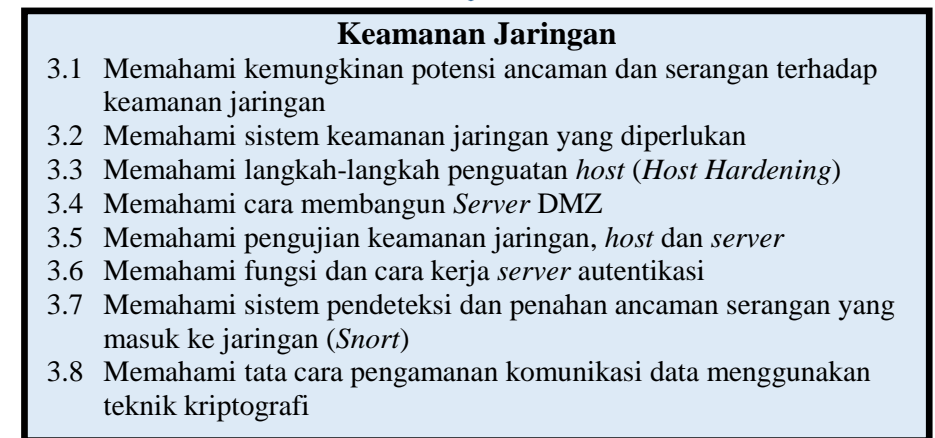 Keamanan Jaringan
3.1 Memahami kemungkinan potensi ancaman dan serangan terhadap
keamanan jaringan
3.2 Memahami sistem keamanan jaringan yang diperlukan
3.3 Memahami langkah-langkah penguatan host (Host Hardening)
3.4 Memahami cara membangun Server DMZ
3.5 Memahami pengujian keamanan jaringan, host dan server
3.6 Memahami fungsi dan cara kerja server autentikasi
3.7 Memahami sistem pendeteksi dan penahan ancaman serangan yang
masuk ke jaringan (Snort)
3.8 Memahami tata cara pengamanan komunikasi data menggunakan
teknik kriptografi